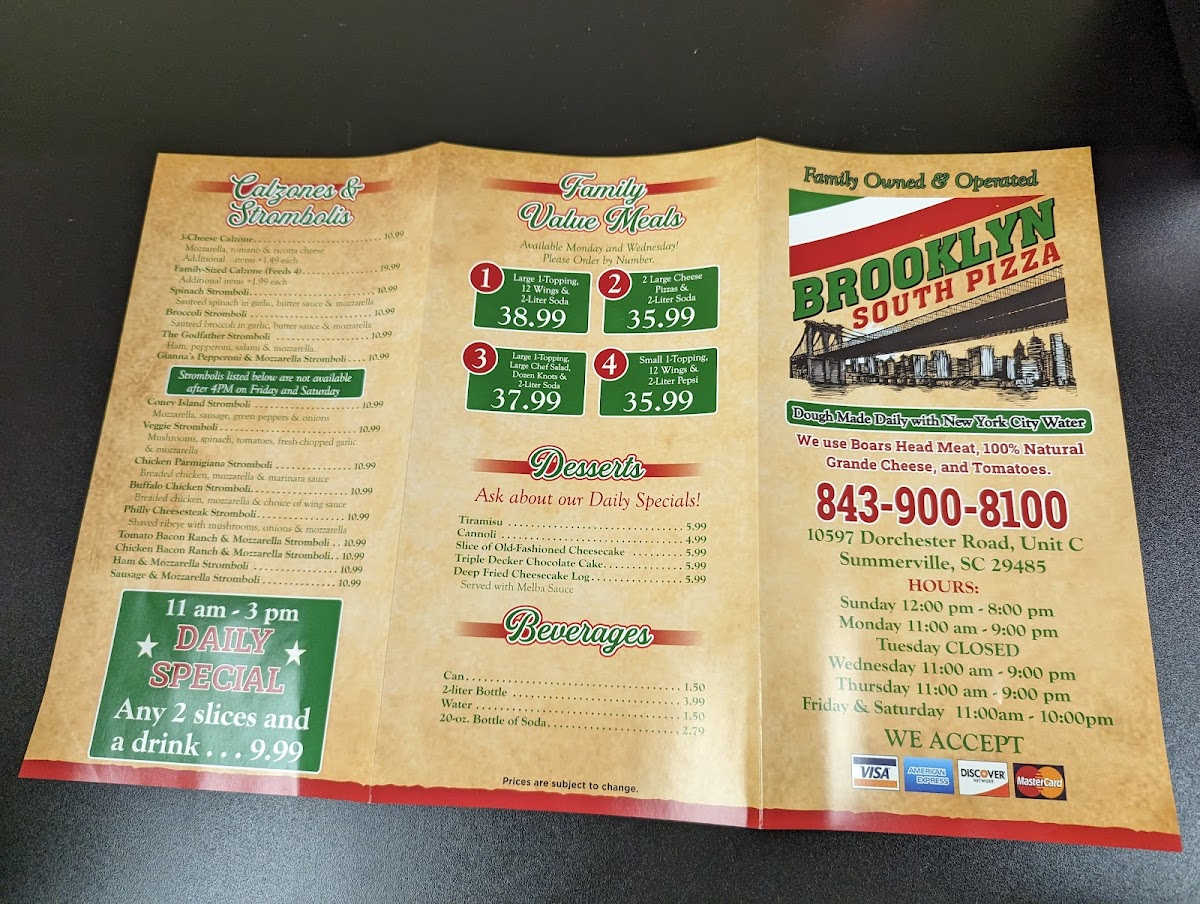 Calzones &
Strombolis
3-Cheese Calzone.......... 10.99
Mozzarella, romano & ricotta cheese
Additional items +1.49 each
Family-Sized Calzone (Feeds 4).......... 19.99
Additional items +1.99 each
Spinach Stromboli.......... 10.99
Sauteed spinach in garlic, butter sauce & mozzarella
Broccoli Stromboli .......... 10.99
Sauteed broccoli in garlic, butter sauce & mozzarella
The Godfather Stromboli .......... 10.99
Ham, pepperoni, salami & mozzarella.
Gianna's Pepperoni & Mozzarella Stromboli.... 10.99
Strombolis listed below are not available
after 4PM on Friday and Saturday
Coney Island Stromboli .......... 10.99
Mozzarella, sausage, green peppers & onions
Veggie Stromboli .......... 10.99
Mushrooms, spinach, tomatoes, fresh-chopped garlic
& mozzarella
Chicken Parmigiana Stromboli .......... 10.99
Breaded chicken, mozzarella & marinara sauce
Buffalo Chicken Stromboli.......... 10.99
Breaded chicken, mozzarella & choice of wing sauce
Philly Cheesesteak Stromboli.......... 10.99
Shaved ribeye with mushrooms, onions & mozzarella
Tomato Bacon Ranch & Mozzarella Stromboli .. 10.99
Chicken Bacon Ranch & Mozzarella Stromboli.. 10.99
Ham & Mozzarella Stromboli .......... 10.99
Sausage & Mozzarella Stromboli .......... 10.99
11 am - 3 pm
DAILY
SPECIAL
Any 2 slices and
a drink . . . 9.99
Family
Value Meals
Available Monday and Wednesday!
Please Order by Number.
1
Large 1-Topping,
12 Wings &
2-Liter Soda
38.99
2
2 Large Cheese
Pizzas &
2-Liter Soda
35.99
3
Large 1-Topping,
Large Chef Salad,
Dozen Knots &
2-Liter Soda
37.99
4
Small 1-Topping,
12 Wings &
2-Liter Pepsi
35.99
Desserts
Ask about our Daily Specials!
Tiramisu .......... 5.99
Cannoli .......... 4.99
Slice of Old-Fashioned Cheesecake .......... 5.99
Triple Decker Chocolate Cake.......... 5.99
Deep Fried Cheesecake Log.......... 5.99
Served with Melba Sauce
Beverages
Can.......... 1.50
2-liter Bottle .......... 3.99
Water .......... 1.50
20-oz. Bottle of Soda.......... 2.79
Prices are subject to change.
Family Owned & Operated
BROOKLYN
SOUTH PIZZA
Dough Made Daily with New York City Water
We use Boars Head Meat, 100% Natural
Grande Cheese, and Tomatoes.
843-900-8100
10597 Dorchester Road, Unit C
Summerville, SC 29485
HOURS:
Sunday 12:00 pm - 8:00 pm
Monday 11:00 am - 9:00 pm
Tuesday CLOSED
Wednesday 11:00 am - 9:00 pm
Thursday 11:00 am - 9:00 pm
Friday & Saturday 11:00am - 10:00pm
WE ACCEPT
VISA
AMERICAN EXPRESS
DISCOVER NETWORK
MasterCard